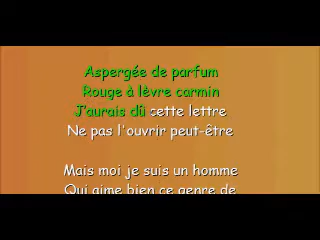 Aspergée de parfum
Rouge à lèvre carmin
J'aurais dû cette lettre
Ne pas l'ouvrir peut-être
Mais moi je suis un homme
Qui aime bien ce genre de